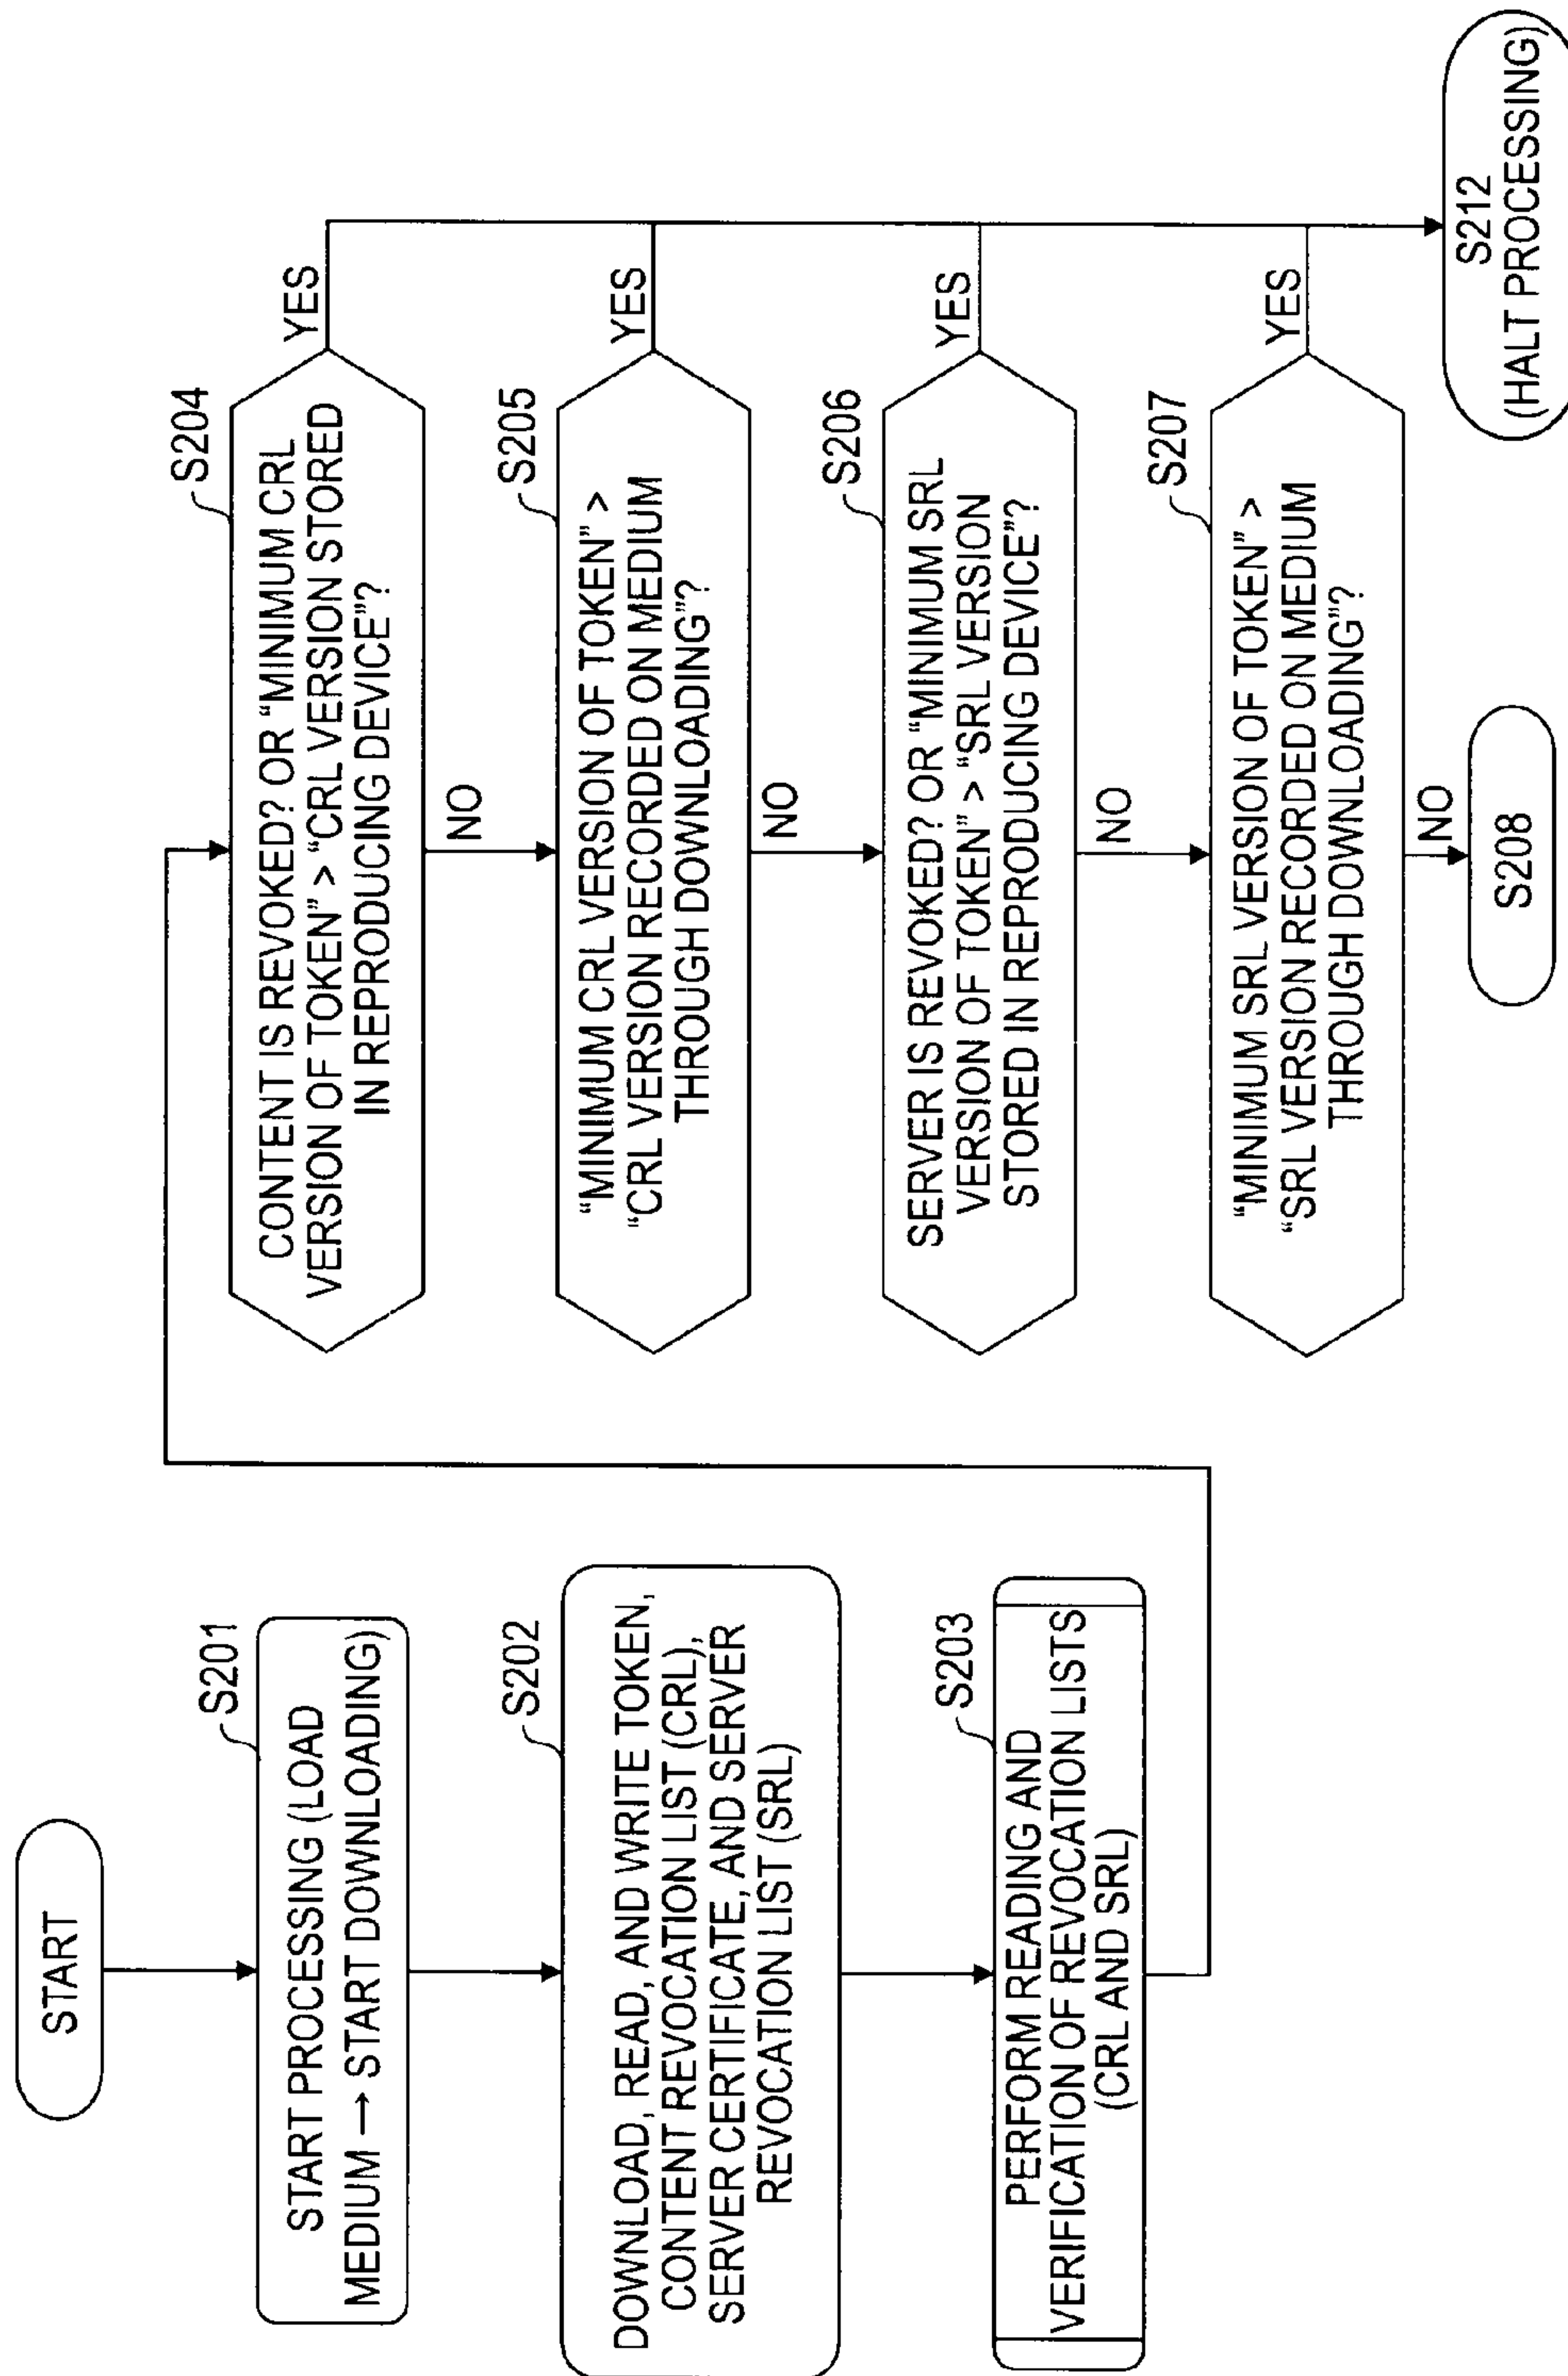 START
S201
START PROCESSING (LOAD
MEDIUM → START DOWNLOADING)
S202
DOWNLOAD, READ, AND WRITE TOKEN,
CONTENT REVOCATION LIST (CRL),
SERVER CERTIFICATE, AND SERVER
REVOCATION LIST (SRL)
S203
PERFORM READING AND
VERIFICATION OF REVOCATION LISTS
(CRL AND SRL)
S204
CONTENT IS REVOKED? OR “MINIMUM CRL
VERSION OF TOKEN” > “CRL VERSION STORED
IN REPRODUCING DEVICE”?
YES
NO
S205
“MINIMUM CRL VERSION OF TOKEN” >
“CRL VERSION RECORDED ON MEDIUM
THROUGH DOWNLOADING”?
YES
NO
S206
SERVER IS REVOKED? OR “MINIMUM SRL
VERSION OF TOKEN” > “SRL VERSION
STORED IN REPRODUCING DEVICE”?
YES
NO
S207
“MINIMUM SRL VERSION OF TOKEN” >
“SRL VERSION RECORDED ON MEDIUM
THROUGH DOWNLOADING”?
YES
NO
S208
S212
(HALT PROCESSING)